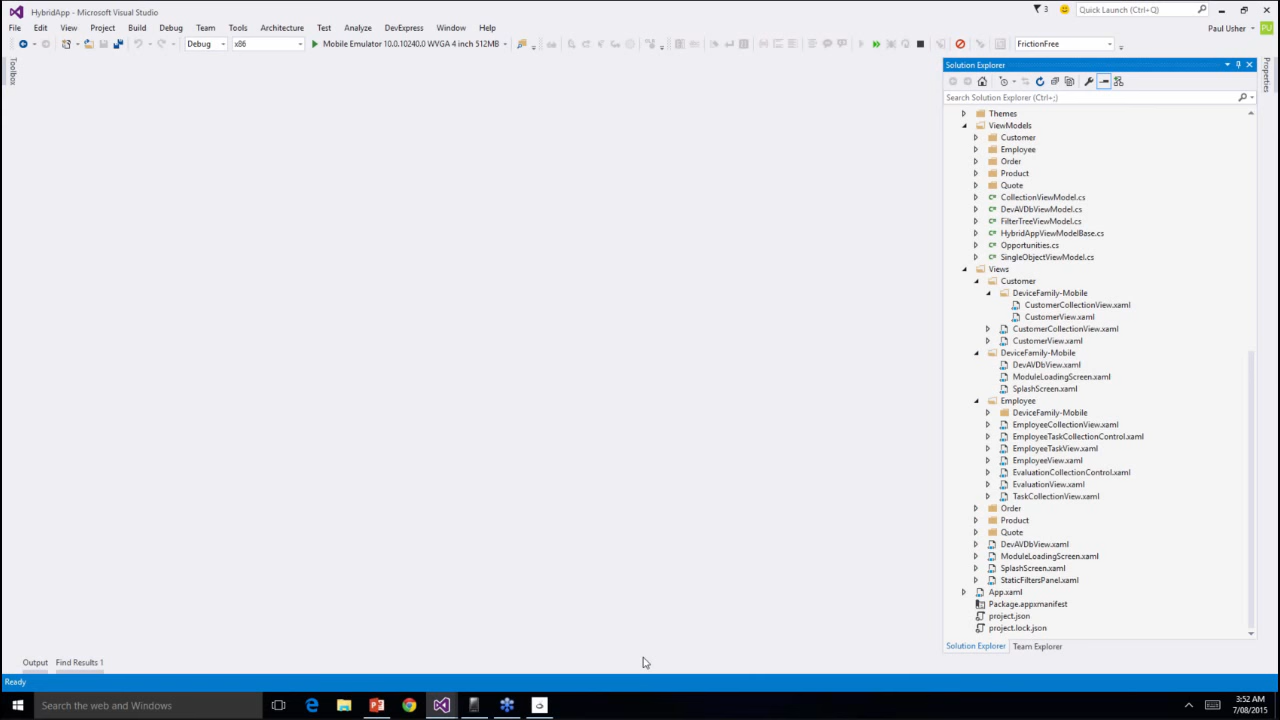 HybridApp - Microsoft Visual Studio
3
Quick Launch (Ctrl+Q)
File Edit View Project Build Debug Team Tools Architecture Test Analyze DevExpress Window Help
Paul Usher PU
Debug x86 Mobile Emulator 10.0.10240.0 WVGA 4 inch 512MB FrictionFree
Toolbox
Properties
Solution Explorer
Search Solution Explorer (Ctrl+;)
Themes
ViewModels
Customer
Employee
Order
Product
Quote
CollectionViewModel.cs
DevAVDbViewModel.cs
FilterTreeViewModel.cs
HybridAppViewModelBase.cs
Opportunities.cs
SingleObjectViewModel.cs
Views
Customer
DeviceFamily-Mobile
CustomerCollectionView.xaml
CustomerView.xaml
CustomerCollectionView.xaml
CustomerView.xaml
DeviceFamily-Mobile
DevAVDbView.xaml
ModuleLoadingScreen.xaml
SplashScreen.xaml
Employee
DeviceFamily-Mobile
EmployeeCollectionView.xaml
EmployeeTaskCollectionControl.xaml
EmployeeTaskView.xaml
EmployeeView.xaml
EvaluationCollectionControl.xaml
EvaluationView.xaml
TaskCollectionView.xaml
Order
Product
Quote
DevAVDbView.xaml
ModuleLoadingScreen.xaml
SplashScreen.xaml
StaticFiltersPanel.xaml
App.xaml
Package.appxmanifest
project.json
project.lock.json
Solution Explorer Team Explorer
Output Find Results 1
Ready
Search the web and Windows
3:52 AM
7/08/2015